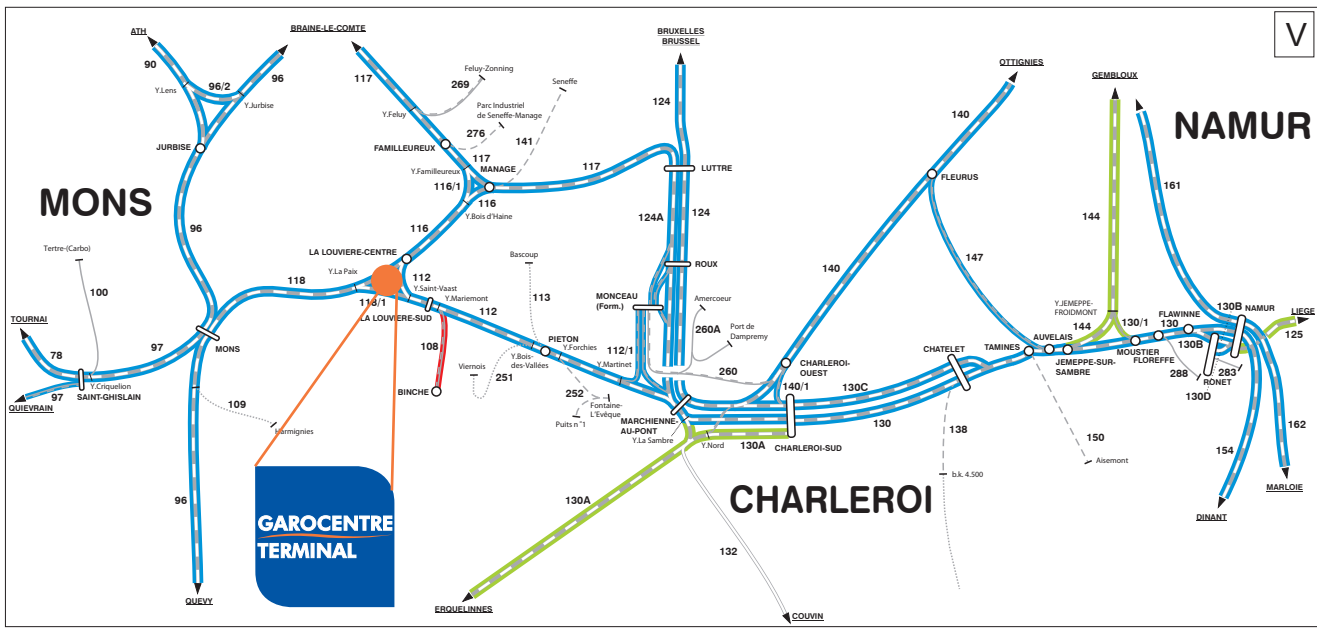 V
ATH
BRAINE-LE-COMTE
BRUXELLES
BRUSSEL
OTTIGNIES
GEMBLOUX
NAMUR
90
96/2
96
Y.Lens
Y.Jurbise
JURBISE
117
269
Feluy-Zonning
Seneffe
Y.Feluy
Parc Industriel
de Seneffe-Manage
276
141
FAMILLEUREUX
117
MANAGE
Y.Familleureux
116/1
116
Y.Bois d'Haine
117
124
LUTTRE
124A
124
140
FLEURUS
161
144
MONS
96
116
Tertre-(Carbo)
100
LA LOUVIERE-CENTRE
Y.La Paix
118
118/1
112
Y.Saint-Vaast
Y.Mariemont
LA LOUVIERE-SUD
112
Bascoup
113
ROUX
MONCEAU
(Form.)
Amercoeur
260A
Port de
Dampremy
140
147
Y.JEMEPPE-
FROIDMONT
144
130/1
130
FLAWINNE
130B
130B
NAMUR
LIEGE
125
TOURNAI
78
97
MONS
97
Y.Criquelion
SAINT-GHISLAIN
QUIEVRAIN
108
BINCHE
PIETON
Y.Forchies
Y.Bois-
des-Vallées
Viernois
251
252
Fontaine-
L'Evêque
Puits n°1
112/1
Y.Martinet
260
CHARLEROI-
OUEST
140/1
130C
CHATELET
TAMINES
AUVELAIS
JEMEPPE-SUR-
SAMBRE
MOUSTIER
FLOREFFE
288
RONET
283
130D
109
Harmignies
MARCHIENNE-
AU-PONT
Y.La Sambre
Y.Nord
130A
CHARLEROI-SUD
130
138
b.k. 4.500
150
Aisemont
154
162
MARLOIE
DINANT
96
QUEVY
GAROCENTRE
TERMINAL
130A
CHARLEROI
132
ERQUELINNES
COUVIN